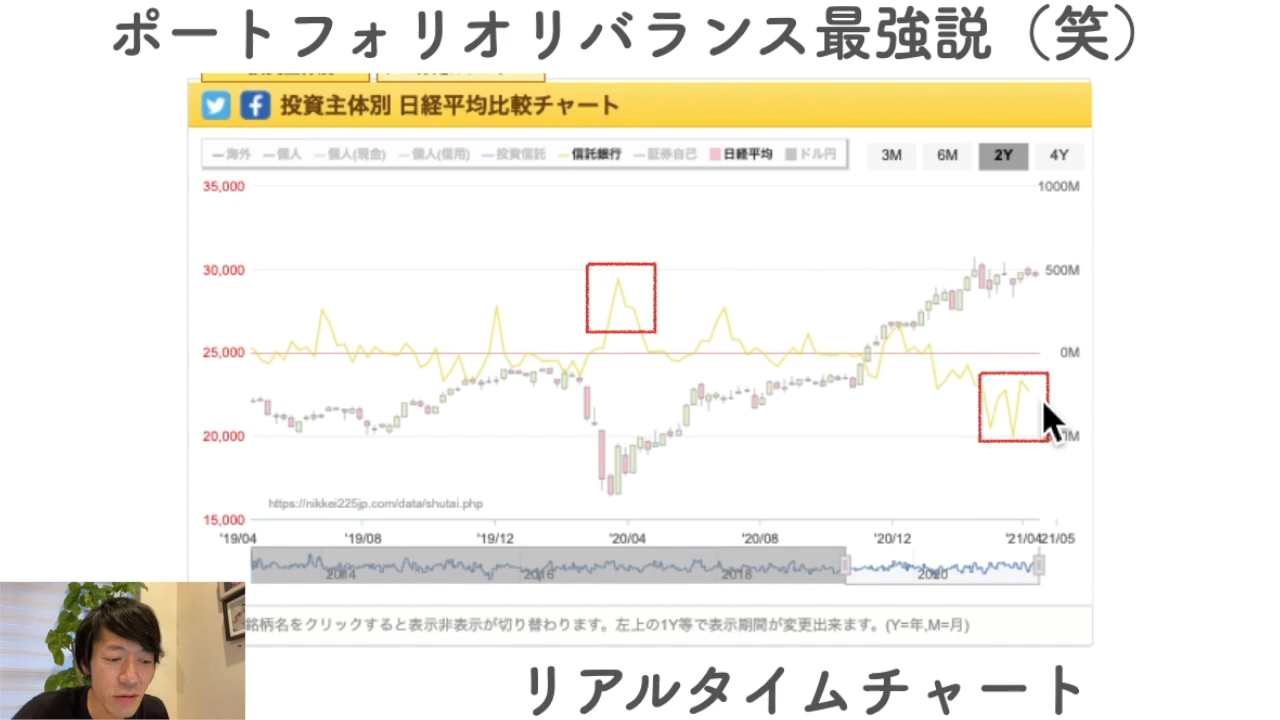 ポートフォリオリバランス最強説（笑）
投資主体別 日経平均比較チャート
海外 個人 個人(現金) 個人(信用) 投資信託 信託銀行 証券自己 日経平均 ドル円
3M 6M 2Y 4Y
35,000 1000M
30,000 500M
25,000 0M
20,000
https://nikkei225jp.com/data/shutai.php
15,000
'19/04 '19/08 '19/12 '20/04 '20/08 '20/12 '21/04 21/05
2014 2016 2018 2020
銘柄名をクリックすると表示非表示が切り替わります。左上の1Y等で表示期間が変更出来ます。(Y=年,M=月)
リアルタイムチャート